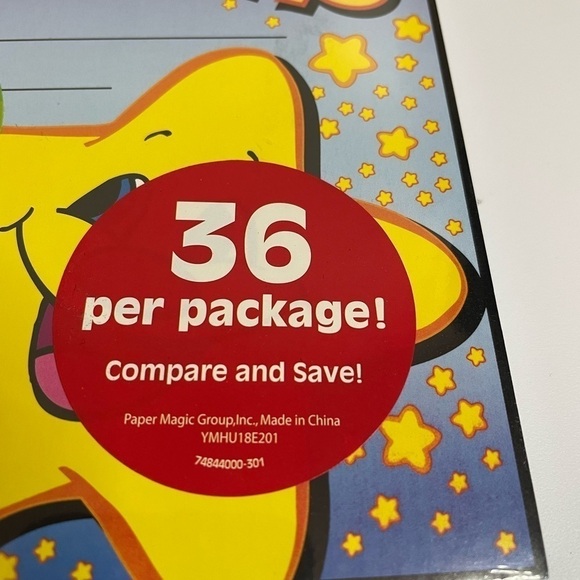 36
per package!
Compare and Save!
Paper Magic Group,Inc., Made in China
YMHU18E201
74844000-301